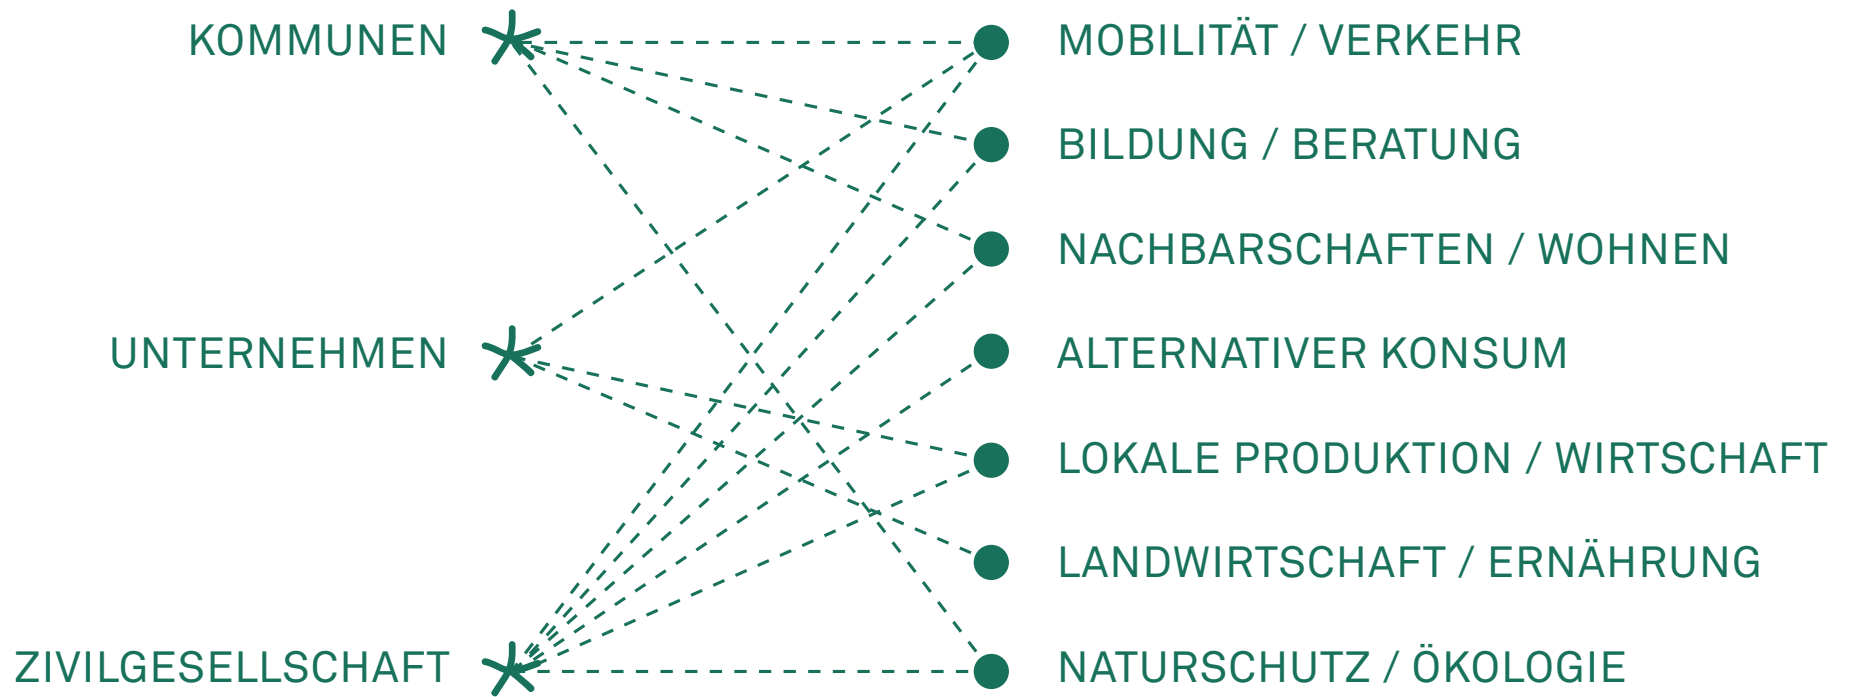 KOMMUNEN
UNTERNEHMEN
ZIVILGESELLSCHAFT
MOBILITÄT / VERKEHR
BILDUNG / BERATUNG
NACHBARSCHAFTEN / WOHNEN
ALTERNATIVER KONSUM
LOKALE PRODUKTION / WIRTSCHAFT
LANDWIRTSCHAFT / ERNÄHRUNG
NATURSCHUTZ / ÖKOLOGIE